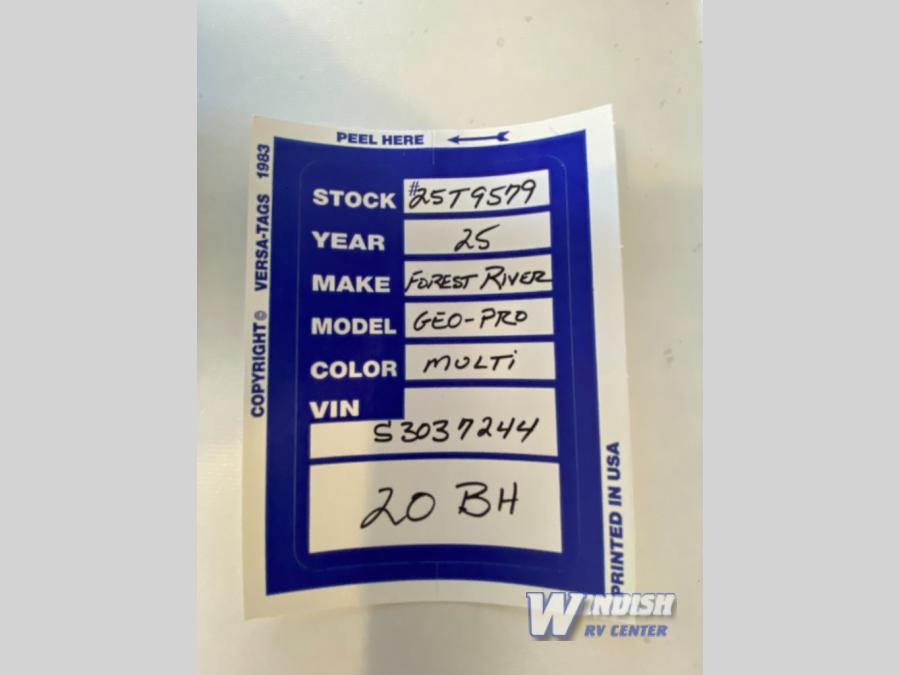 PEEL HERE
COPYRIGHT © VERSA-TAGS 1983
STOCK #25T9579
YEAR 25
MAKE FOREST RIVER
MODEL GEO-PRO
COLOR MULTI
VIN
S3037244
20 BH
PRINTED IN USA
WINDISH
RV CENTER